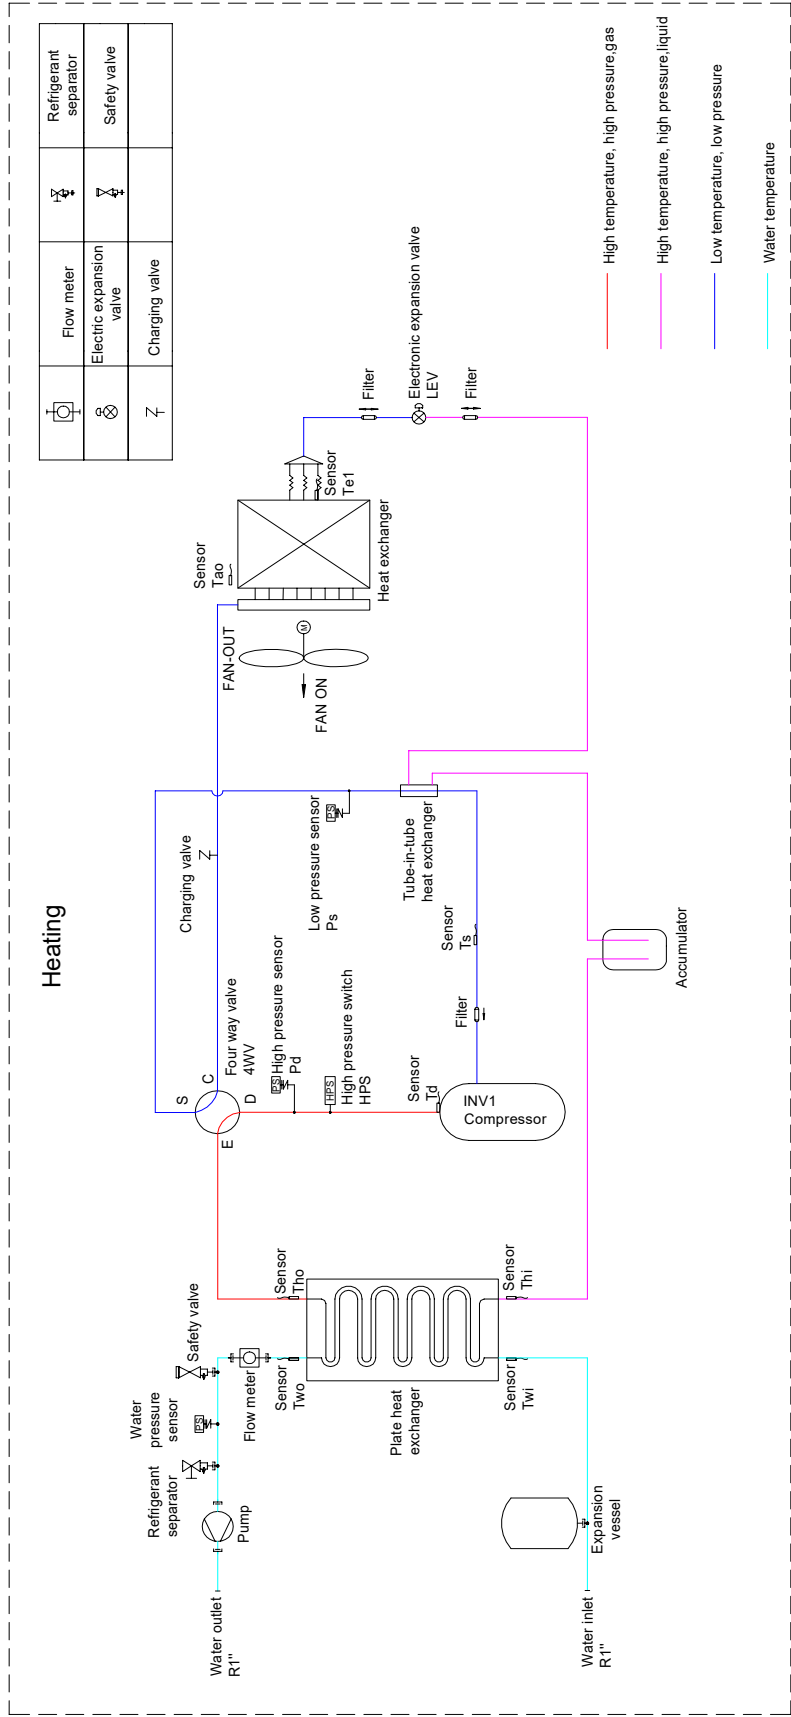 Heating
Flow meter
Refrigerant
separator
Electric expansion
valve
Safety valve
Charging valve
Water outlet
R1"
Pump
Refrigerant
separator
PS
Water
pressure
sensor
Safety valve
Flow meter
Sensor
Two
Sensor
Tho
Plate heat
exchanger
Sensor
Twi
Sensor
Thi
Expansion
vessel
Water inlet
R1"
S
C
E
D
Four way valve
4WV
Charging valve
PS
High pressure sensor
Pd
HPS
High pressure switch
HPS
Sensor
Td
INV1
Compressor
Filter
Sensor
Ts
Low pressure sensor
Ps
PS
Tube-in-tube
heat exchanger
Accumulator
FAN-OUT
M
FAN ON
Sensor
Tao
Heat exchanger
Sensor
Te1
Filter
Electronic expansion valve
LEV
Filter
High temperature, high pressure,gas
High temperature, high pressure,liquid
Low temperature, low pressure
Water temperature